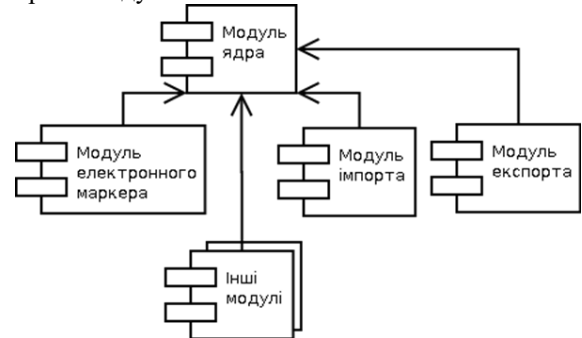 Модуль
ядра
Модуль
електронного
маркера
Модуль
імпорта
Модуль
експорта
Інші
модулі